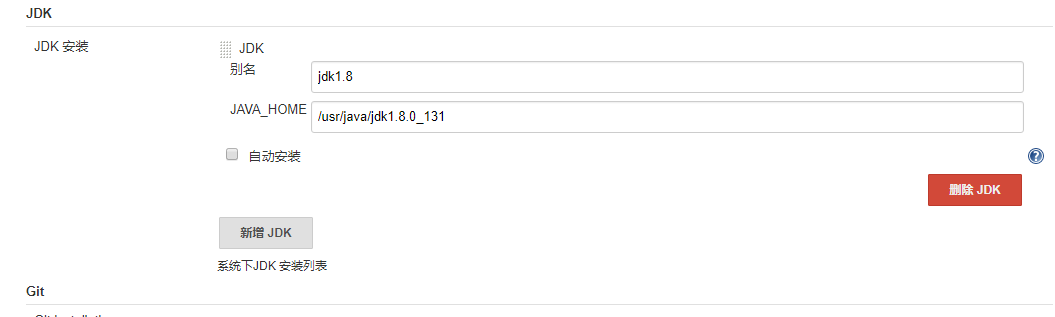 JDK
JDK 安装
JDK
别名
jdk1.8
JAVA_HOME
/usr/java/jdk1.8.0_131
自动安装
?
删除 JDK
新增 JDK
系统下JDK 安装列表
Git